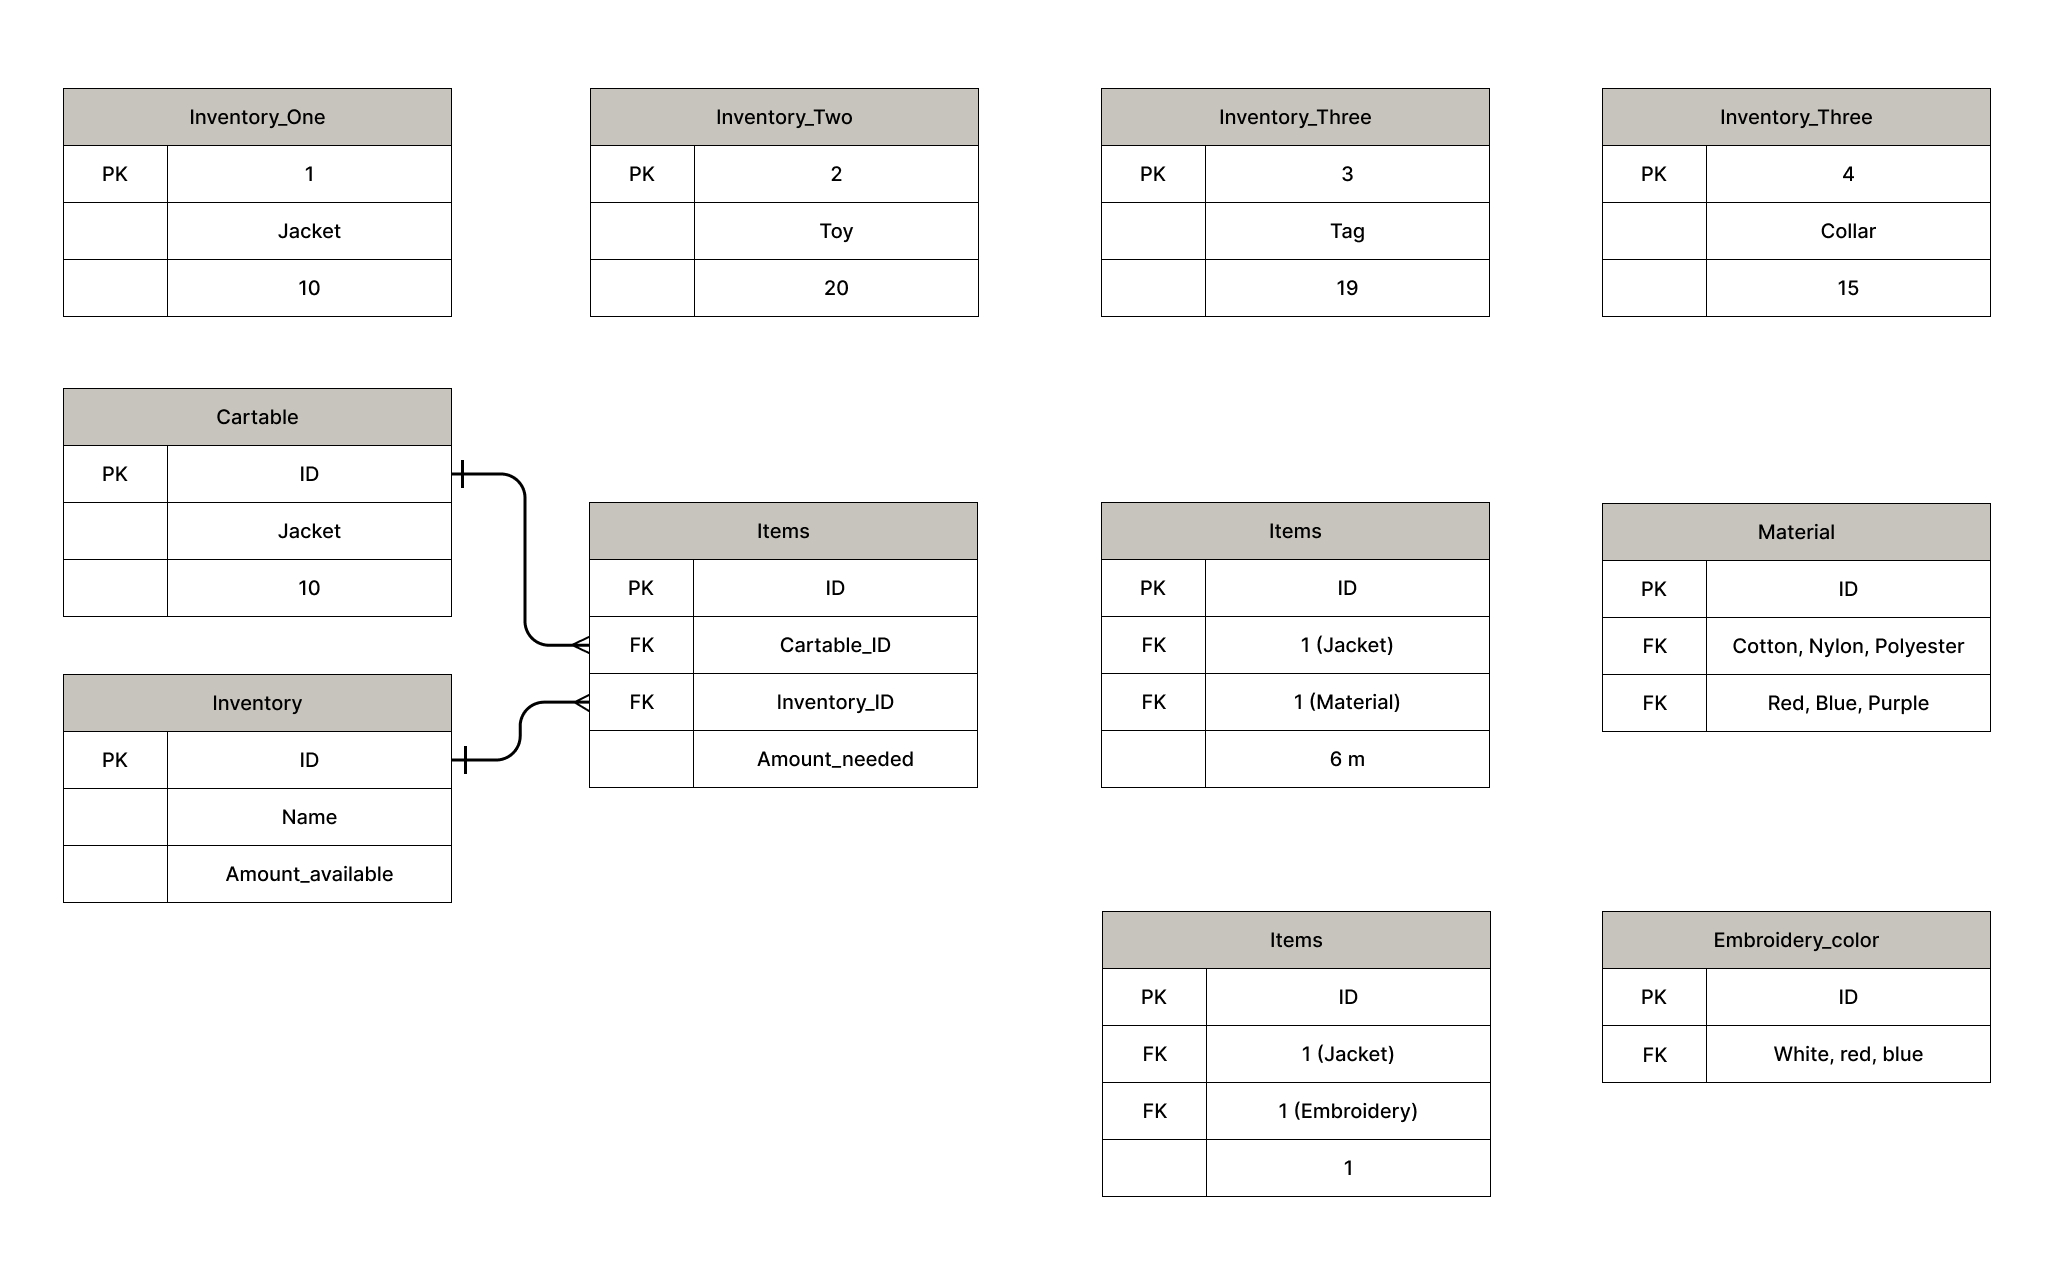 Inventory_One
PK 1
Jacket
10
Inventory_Two
PK 2
Toy
20
Inventory_Three
PK 3
Tag
19
Inventory_Three
PK 4
Collar
15
Cartable
PK ID
Jacket
10
Inventory
PK ID
Name
Amount_available
Items
PK ID
FK Cartable_ID
FK Inventory_ID
Amount_needed
Items
PK ID
FK 1 (Jacket)
FK 1 (Material)
6 m
Material
PK ID
FK Cotton, Nylon, Polyester
FK Red, Blue, Purple
Items
PK ID
FK 1 (Jacket)
FK 1 (Embroidery)
1
Embroidery_color
PK ID
FK White, red, blue